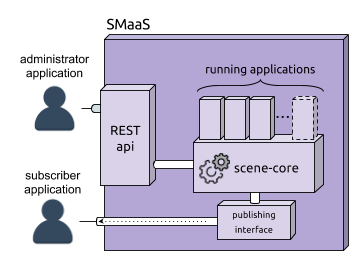 SMaaS
administrator
application
running applications
REST
api
scene-core
subscriber
application
publishing
interface